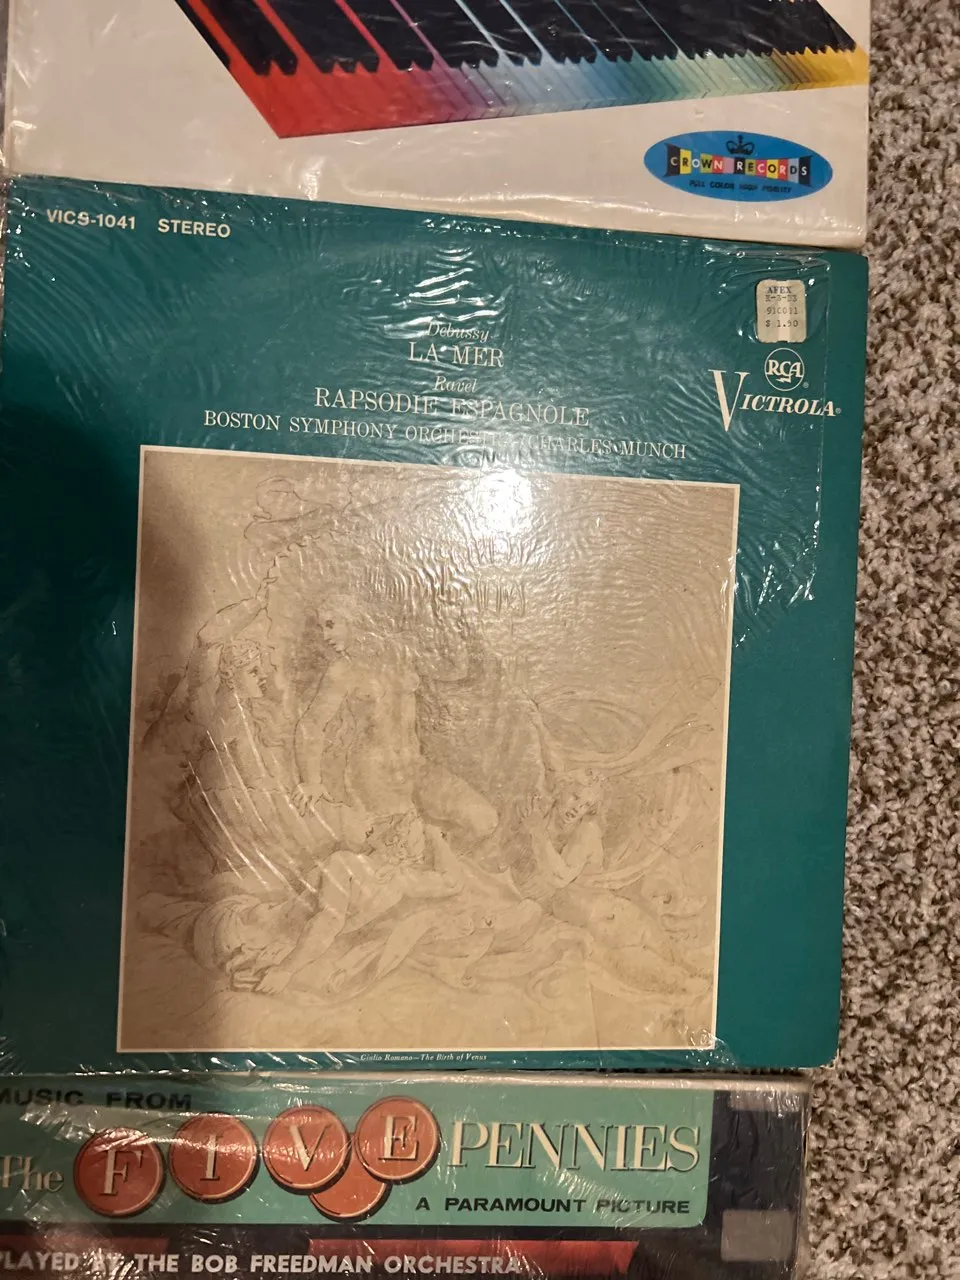 CROWN RECORDS
FULL COLOR HIGH FIDELITY
VICS-1041 STEREO
AFEX
$ 1.50
Debussy
LA MER
Ravel
RAPSODIE ESPAGNOLE
BOSTON SYMPHONY ORCHESTRA/CHARLES MUNCH
RCA
VICTROLA®
Giulio Romano—The Birth of Venus
MUSIC FROM
The FIVE PENNIES
A PARAMOUNT PICTURE
PLAYED BY THE BOB FREEDMAN ORCHESTRA